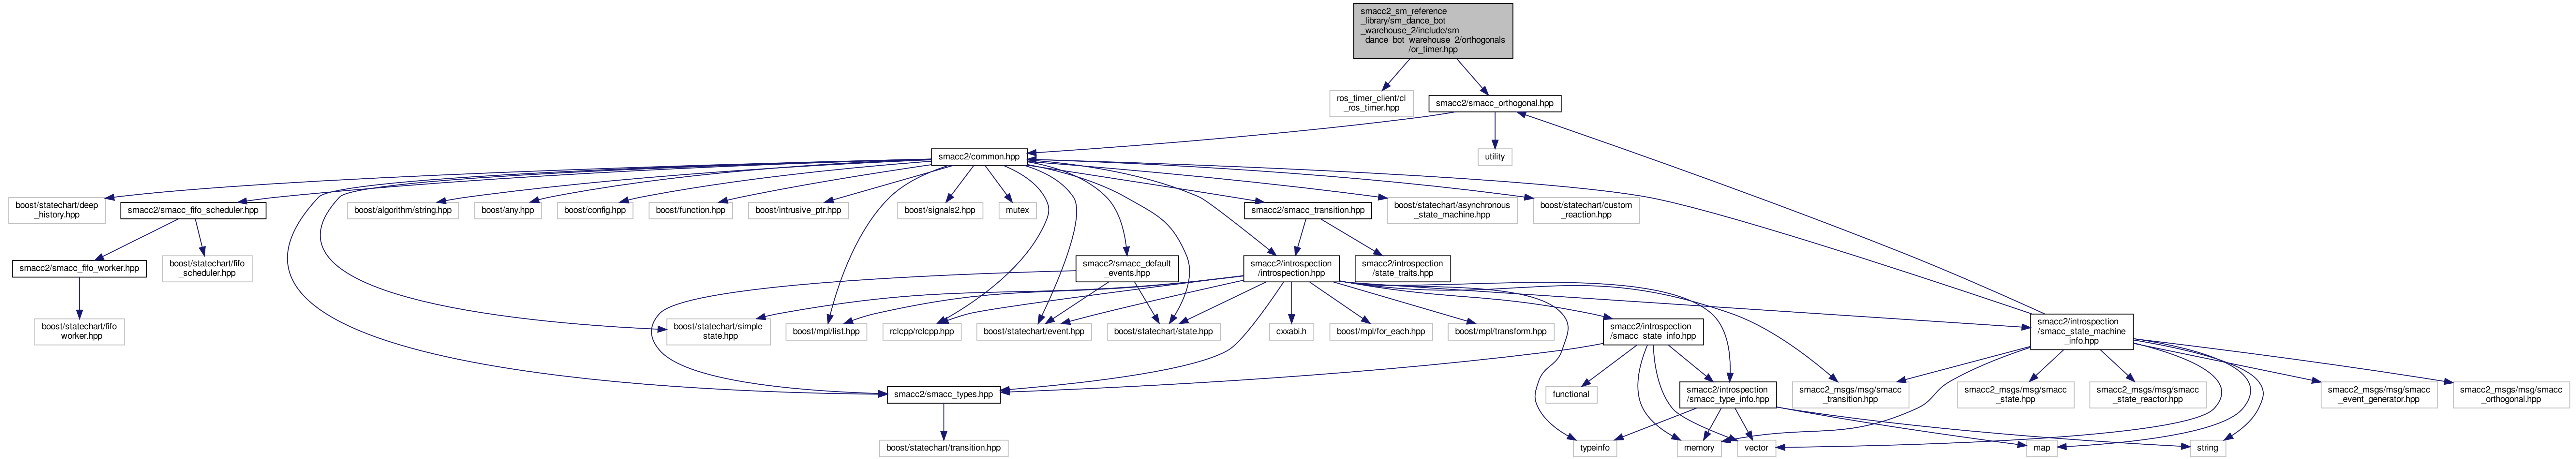 smacc2_sm_reference
_library/sm_dance_bot
_warehouse_2/include/sm
_dance_bot_warehouse_2/orthogonals
/or_timer.hpp
ros_timer_client/cl
_ros_timer.hpp
smacc2/smacc_orthogonal.hpp
smacc2/common.hpp
utility
boost/statechart/deep
_history.hpp
smacc2/smacc_fifo_scheduler.hpp
boost/algorithm/string.hpp
boost/any.hpp
boost/config.hpp
boost/function.hpp
boost/intrusive_ptr.hpp
boost/signals2.hpp
mutex
smacc2/smacc_transition.hpp
boost/statechart/asynchronous
_state_machine.hpp
boost/statechart/custom
_reaction.hpp
smacc2/smacc_fifo_worker.hpp
boost/statechart/fifo
_scheduler.hpp
smacc2/smacc_default
_events.hpp
smacc2/introspection
/introspection.hpp
smacc2/introspection
/state_traits.hpp
boost/statechart/fifo
_worker.hpp
boost/statechart/simple
_state.hpp
boost/mpl/list.hpp
rclcpp/rclcpp.hpp
boost/statechart/event.hpp
boost/statechart/state.hpp
cxxabi.h
boost/mpl/for_each.hpp
boost/mpl/transform.hpp
smacc2/introspection
/smacc_state_info.hpp
smacc2/introspection
/smacc_state_machine
_info.hpp
smacc2/smacc_types.hpp
functional
smacc2/introspection
/smacc_type_info.hpp
smacc2_msgs/msg/smacc
_transition.hpp
smacc2_msgs/msg/smacc
_state.hpp
smacc2_msgs/msg/smacc
_state_reactor.hpp
smacc2_msgs/msg/smacc
_event_generator.hpp
smacc2_msgs/msg/smacc
_orthogonal.hpp
boost/statechart/transition.hpp
typeinfo
memory
vector
map
string